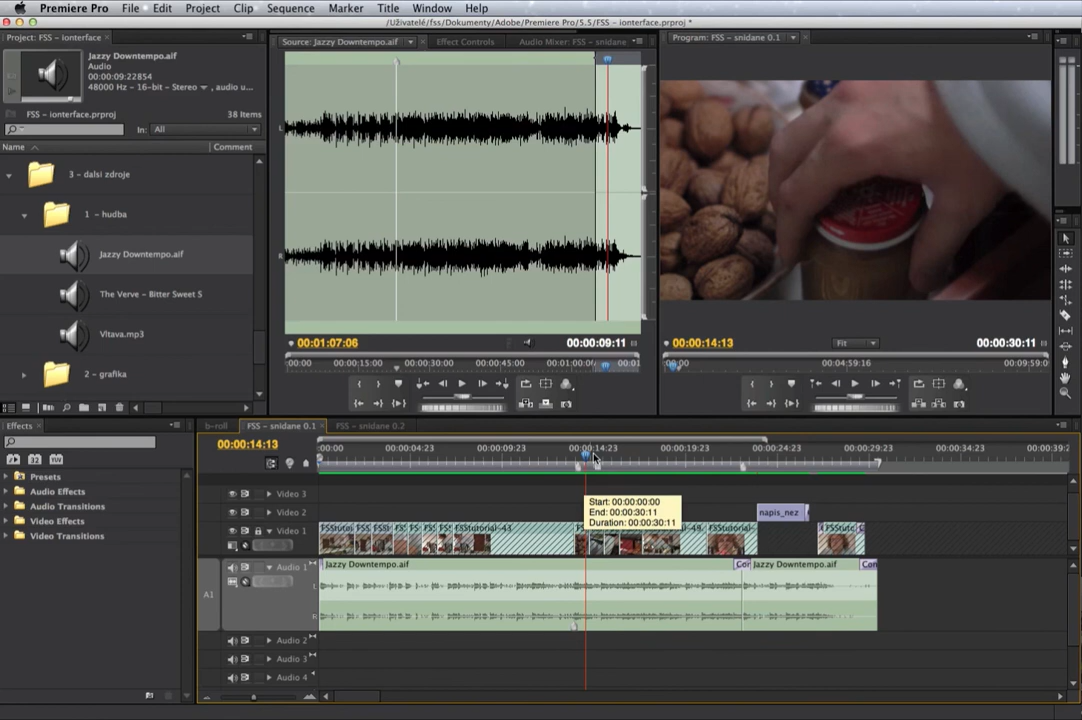 Premiere Pro File Edit Project Clip Sequence Marker Title Window Help
/Uživatelé/fss/Dokumenty/Adobe/Premiere Pro/5.5/FSS - ionterface.prproj *
Project: FSS - ionterface
Jazzy Downtempo.aif
Audio
00:00:09:22854
48000 Hz - 16-bit - Stereo , audio u...
FSS - ionterface.prproj
38 Items
In: All
Name
Comment
3 - dalsi zdroje
1 - hudba
Jazzy Downtempo.aif
The Verve - Bitter Sweet 5
Vltava.mp3
2 - grafika
Source: Jazzy Downtempo.aif
Effect Controls
Audio Mixer: FSS - snidane
L
R
00:01:07:06
00:00:09:11
00:00 00:00:15:00 00:00:30:00 00:00:45:00 00:01:00:0 00:01
Program: FSS - snidane 0.1
00:00:14:13
Fit
00:00:30:11
00:00 00:04:59:16 00:09:59:0
Effects
Presets
Audio Effects
Audio Transitions
Video Effects
Video Transitions
b-roll
FSS - snidane 0.1
FSS - snidane 0.2
00:00:14:13
00:00 00:00:04:23 00:00:09:23 00:00:14:23 00:00:19:23 00:00:24:23 00:00:29:23 00:00:34:23 00:00:39:2
Start: 00:00:00:00
End: 00:00:30:11
Duration: 00:00:30:11
Video 3
Video 2
napis_nez
Video 1
FSStutorial-43
Audio 1
Jazzy Downtempo.aif
Jazzy Downtempo.aif
A1
L
R
Audio 2
Audio 3
Audio 4